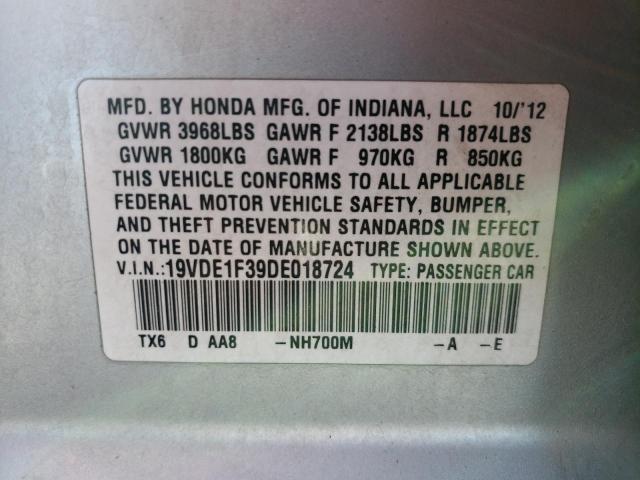 MFD. BY HONDA MFG. OF INDIANA, LLC 10/'12
GVWR 3968LBS GAWR F 2138LBS R 1874LBS
GVWR 1800KG GAWR F 970KG R 850KG
THIS VEHICLE CONFORMS TO ALL APPLICABLE
FEDERAL MOTOR VEHICLE SAFETY, BUMPER,
AND THEFT PREVENTION STANDARDS IN EFFECT
ON THE DATE OF MANUFACTURE SHOWN ABOVE.
V.I.N.:19VDE1F39DE018724 TYPE: PASSENGER CAR
TX6 D AA8 -NH700M -A -E